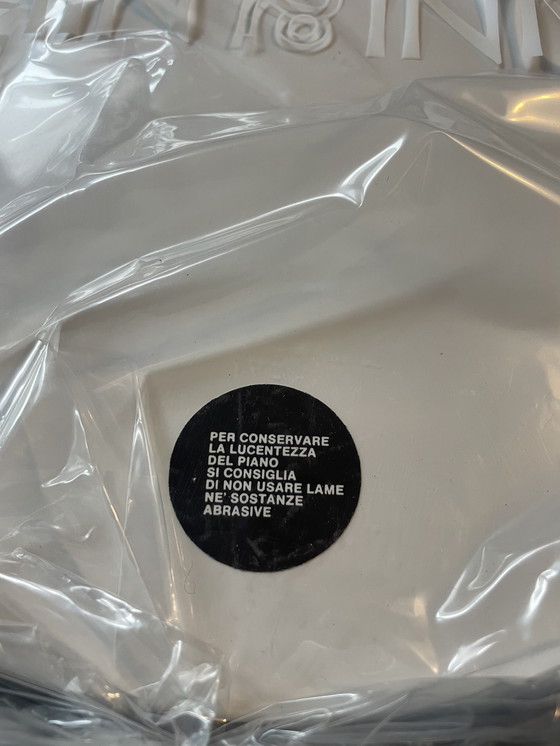 PER CONSERVARE
LA LUCENTEZZA
DEL PIANO
SI CONSIGLIA
DI NON USARE LAME
NE' SOSTANZE
ABRASIVE